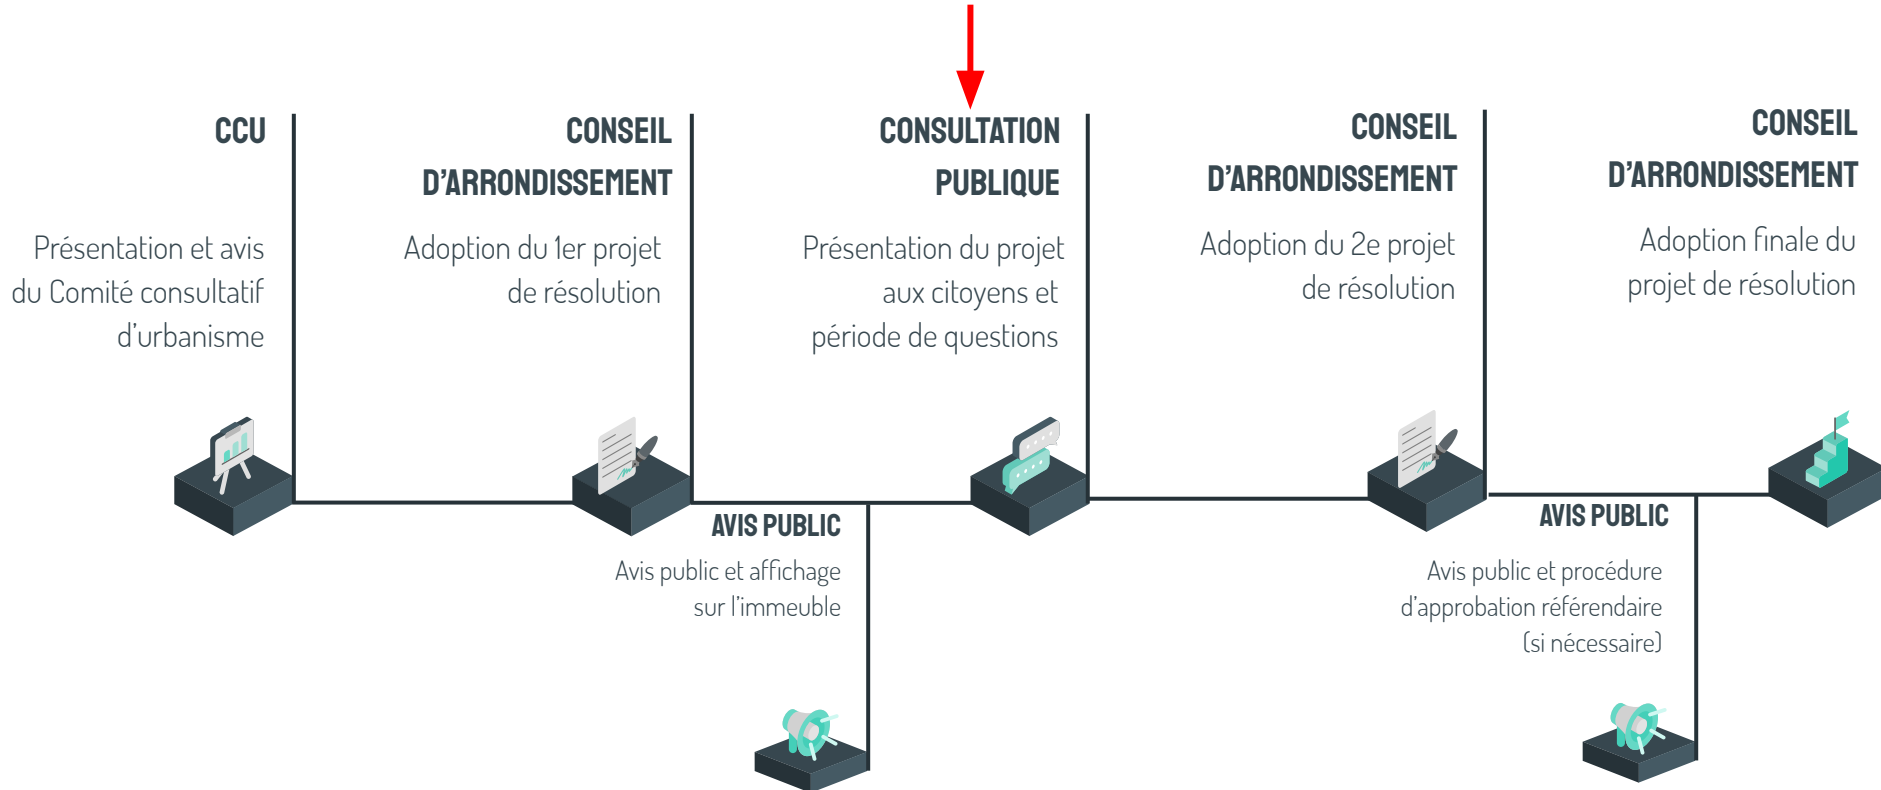 CCU
Présentation et avis
du Comité consultatif
d'urbanisme
CONSEIL
D'ARRONDISSEMENT
Adoption du 1er projet
de résolution
AVIS PUBLIC
Avis public et affichage
sur l'immeuble
CONSULTATION
PUBLIQUE
Présentation du projet
aux citoyens et
période de questions
CONSEIL
D'ARRONDISSEMENT
Adoption du 2e projet
de résolution
AVIS PUBLIC
Avis public et procédure
d'approbation référendaire
(si nécessaire)
CONSEIL
D'ARRONDISSEMENT
Adoption finale du
projet de résolution